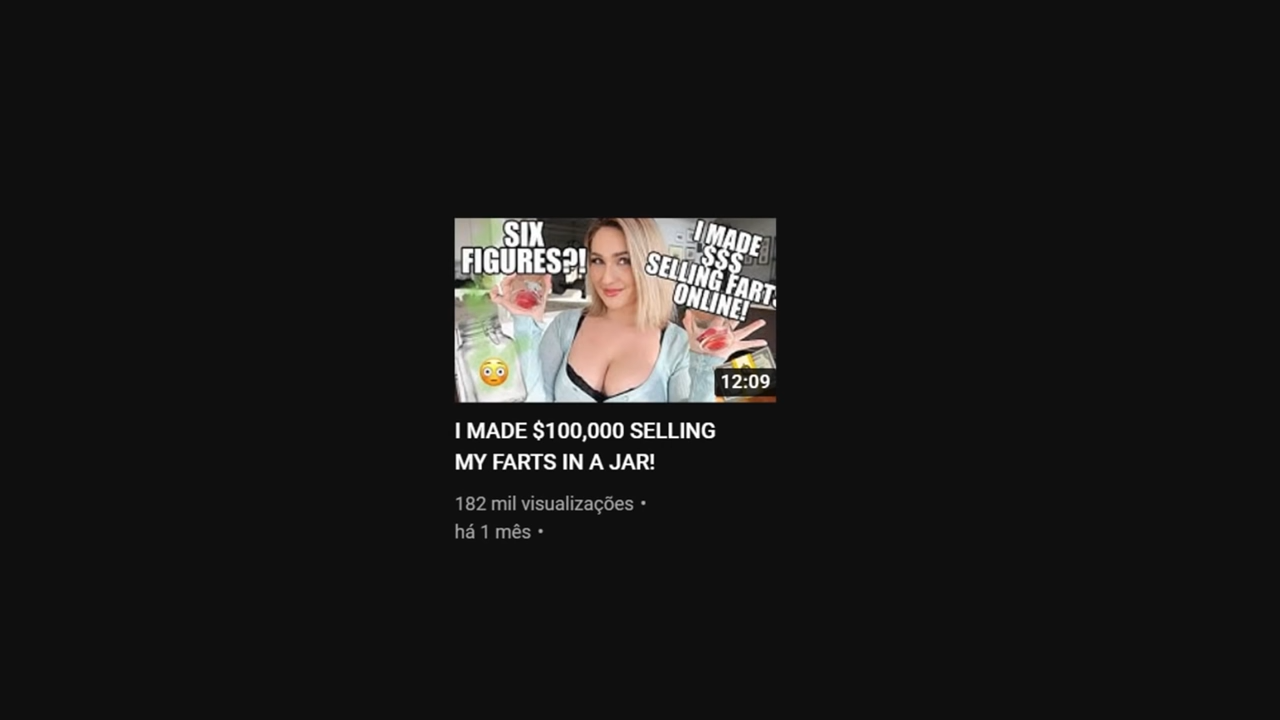 SIX
FIGURES?!
I MADE
$$$
SELLING FARTS
ONLINE!
12:09
I MADE $100,000 SELLING
MY FARTS IN A JAR!
182 mil visualizações •
há 1 mês •